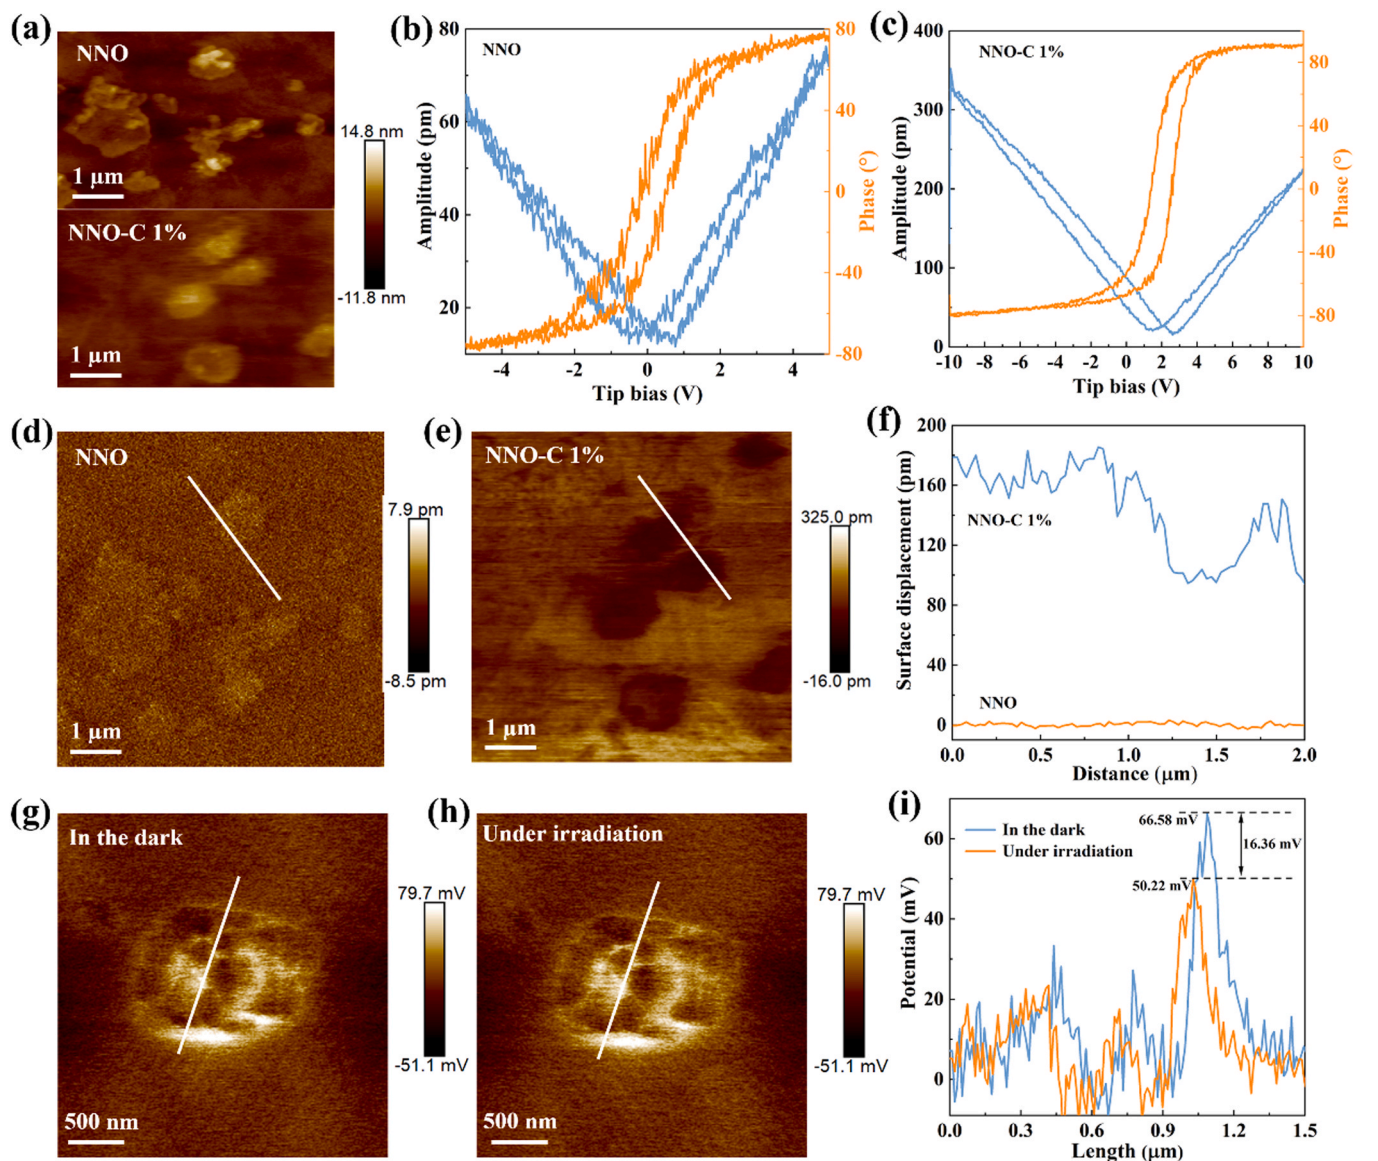 (a)
NNO
1 μm
NNO-C 1%
1 μm
14.8 nm
-11.8 nm
(b)
NNO
80
60
40
20
Amplitude (pm)
-4
-2
0
2
4
Tip bias (V)
80
40
0
-40
-80
Phase (°)
(c)
NNO-C 1%
400
300
200
100
0
Amplitude (pm)
-10
-8
-6
-4
-2
0
2
4
6
8
10
Tip bias (V)
80
40
0
-40
-80
Phase (°)
(d)
NNO
1 μm
7.9 pm
-8.5 pm
(e)
NNO-C 1%
1 μm
325.0 pm
-16.0 pm
(f)
200
160
120
80
40
0
Surface displacement (pm)
NNO-C 1%
NNO
0.0
0.5
1.0
1.5
2.0
Distance (μm)
(g)
In the dark
500 nm
79.7 mV
-51.1 mV
(h)
Under irradiation
500 nm
79.7 mV
-51.1 mV
(i)
In the dark
Under irradiation
66.58 mV
16.36 mV
50.22 mV
60
40
20
0
Potential (mV)
0.0
0.3
0.6
0.9
1.2
1.5
Length (μm)